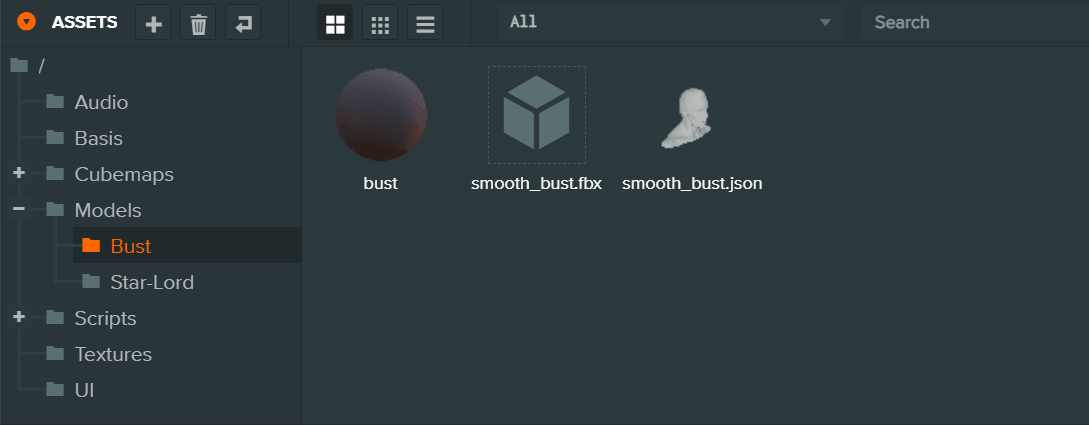 ASSETS
All
Search
/
Audio
Basis
Cubemaps
Models
Bust
Star-Lord
Scripts
Textures
UI
bust
smooth_bust.fbx
smooth_bust.json